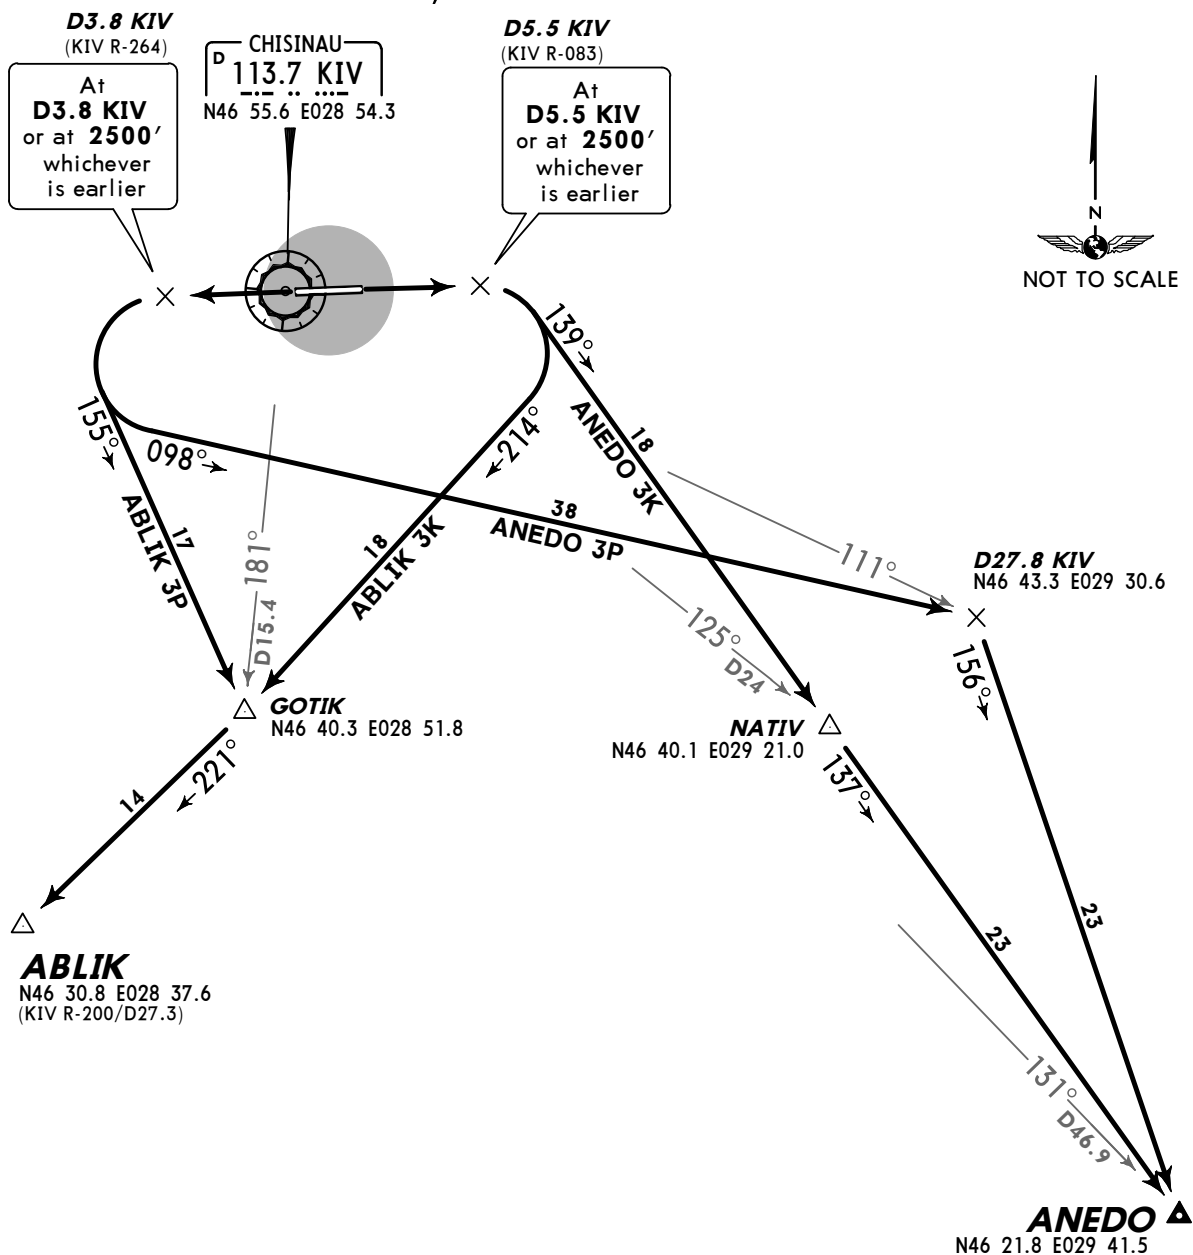 D3.8 KIV
(KIV R-264)
At
D3.8 KIV
or at 2500'
whichever
is earlier
CHISINAU
D
113.7 KIV
N46 55.6 E028 54.3
D5.5 KIV
(KIV R-083)
At
D5.5 KIV
or at 2500'
whichever
is earlier
N
NOT TO SCALE
139°
155°
098°
214°
ANEDO 3K
18
ABLIK 3P
17
181°
D15.4
18
ABLIK 3K
38
ANEDO 3P
111°
125°
D24
D27.8 KIV
N46 43.3 E029 30.6
156°
GOTIK
N46 40.3 E028 51.8
NATIV
N46 40.1 E029 21.0
221°
14
137°
23
23
ABLIK
N46 30.8 E028 37.6
(KIV R-200/D27.3)
131°
D46.9
ANEDO
N46 21.8 E029 41.5